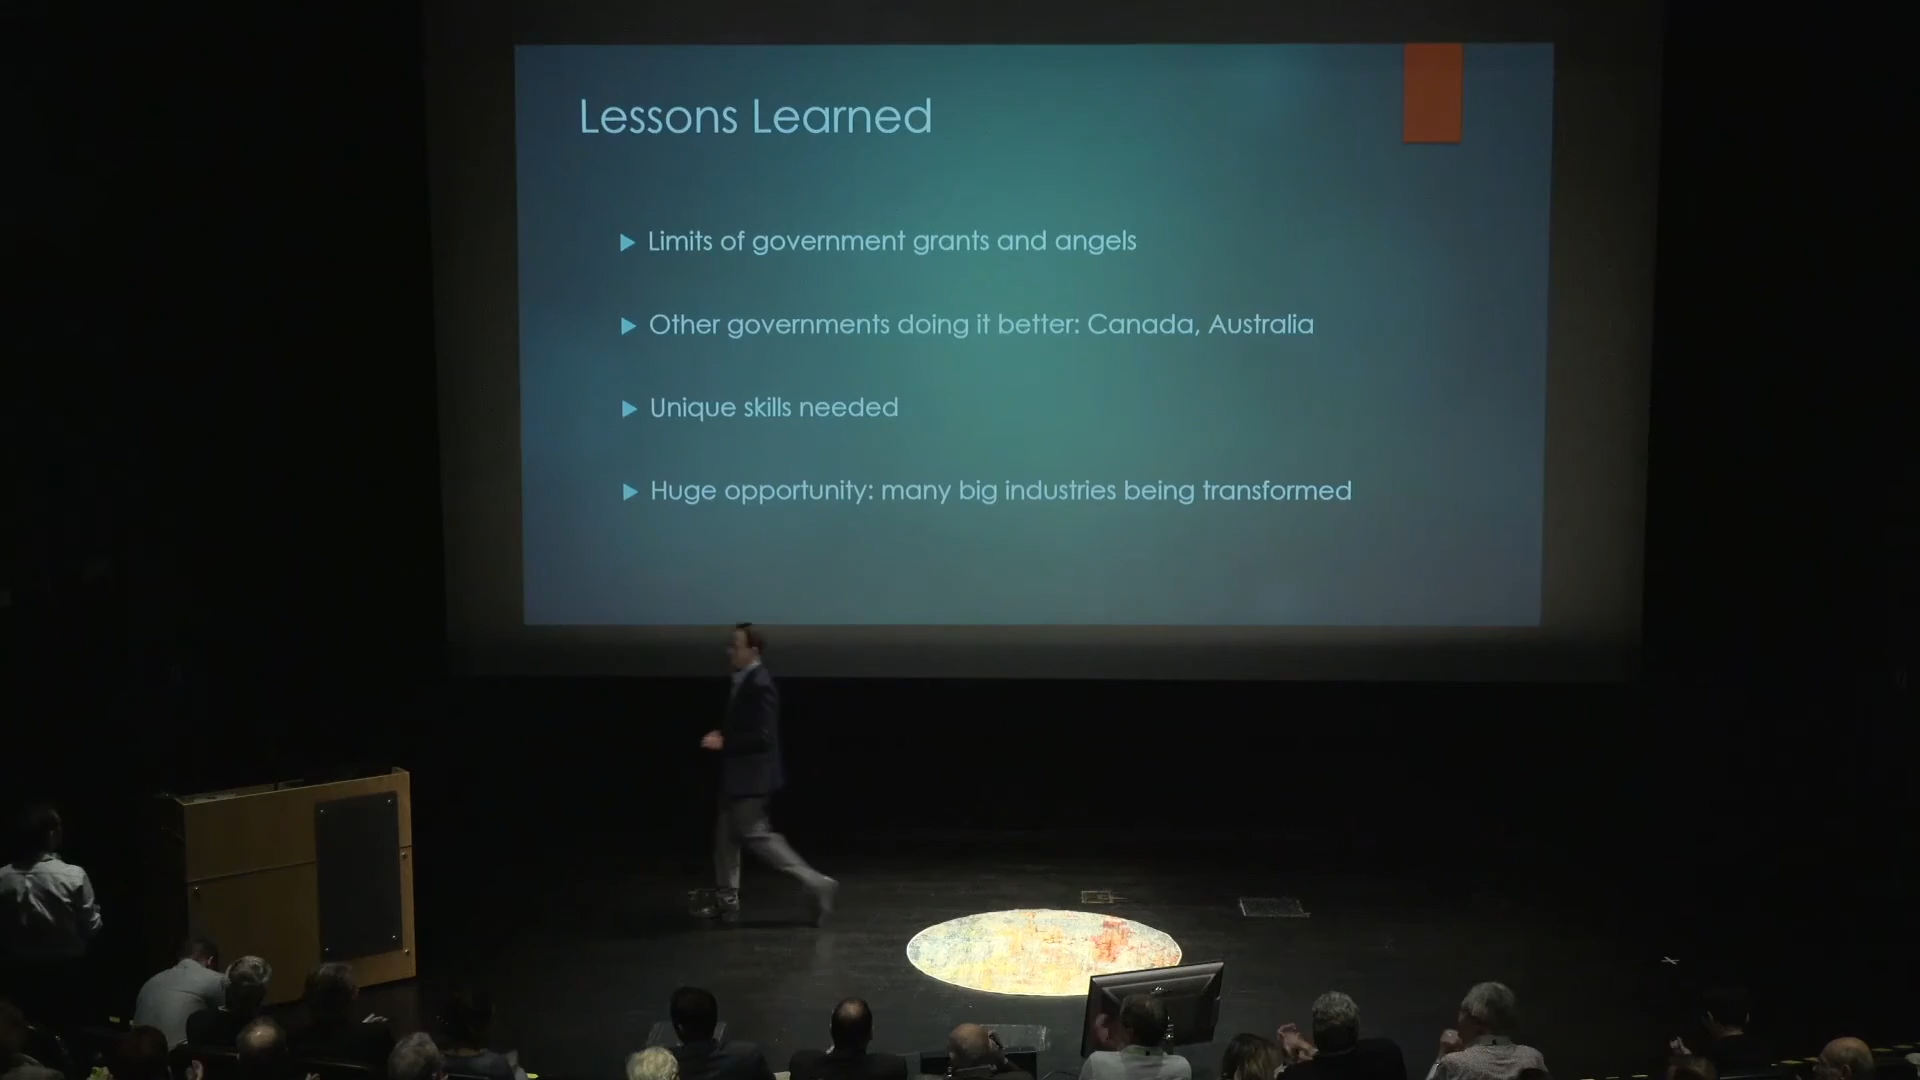 Lessons Learned
Limits of government grants and angels
Other governments doing it better: Canada, Australia
Unique skills needed
Huge opportunity: many big industries being transformed